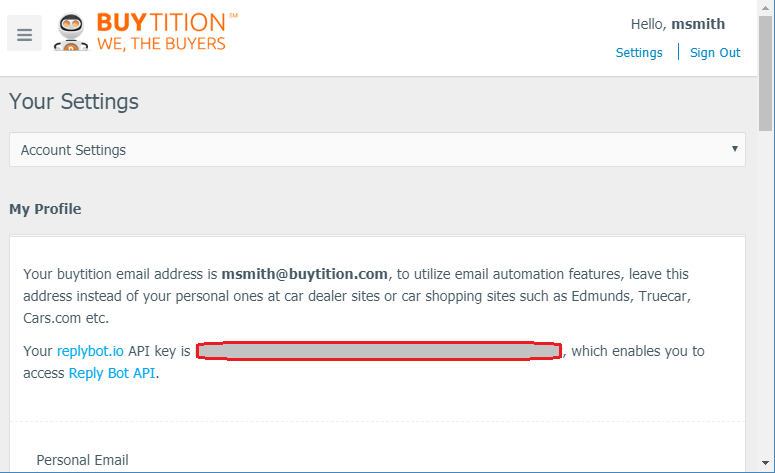 BUYTITION™
WE, THE BUYERS
Hello, msmith
Settings | Sign Out
Your Settings
Account Settings
My Profile
Your buytition email address is msmith@buytition.com, to utilize email automation features, leave this
address instead of your personal ones at car dealer sites or car shopping sites such as Edmunds, Truecar,
Cars.com etc.
Your replybot.io API key is , which enables you to
access Reply Bot API.
Personal Email